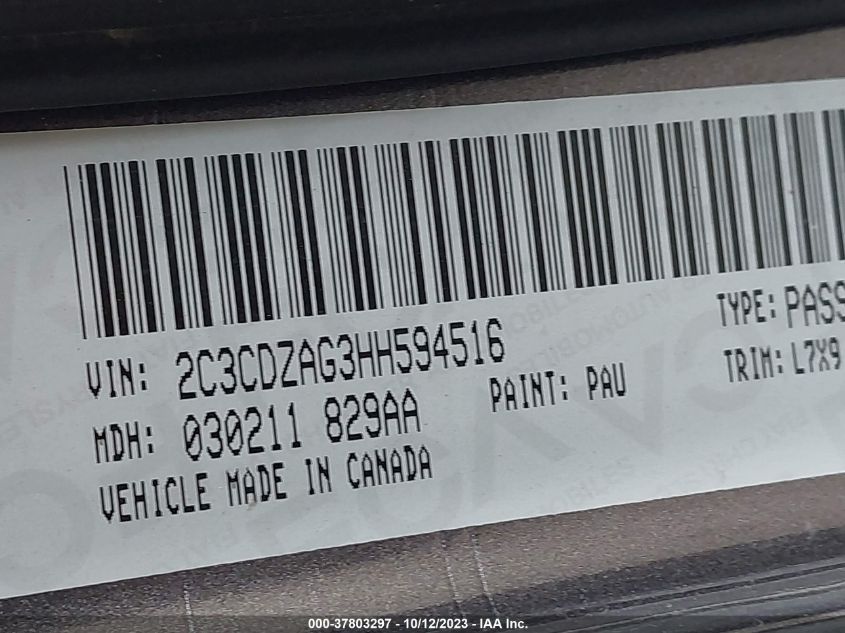 VIN: 2C3CDZAG3HH594516
TYPE: PASS
MDH: 030211 829AA
PAINT: PAU
TRIM: L7X9
VEHICLE MADE IN CANADA
000-37803297 - 10/12/2023 - IAA Inc.